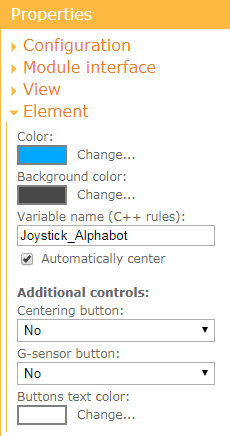 Properties
Configuration
Module interface
View
Element
Color:
Change...
Background color:
Change...
Variable name (C++ rules):
Joystick_Alphabot
Automatically center
Additional controls:
Centering button:
No
G-sensor button:
No
Buttons text color:
Change...